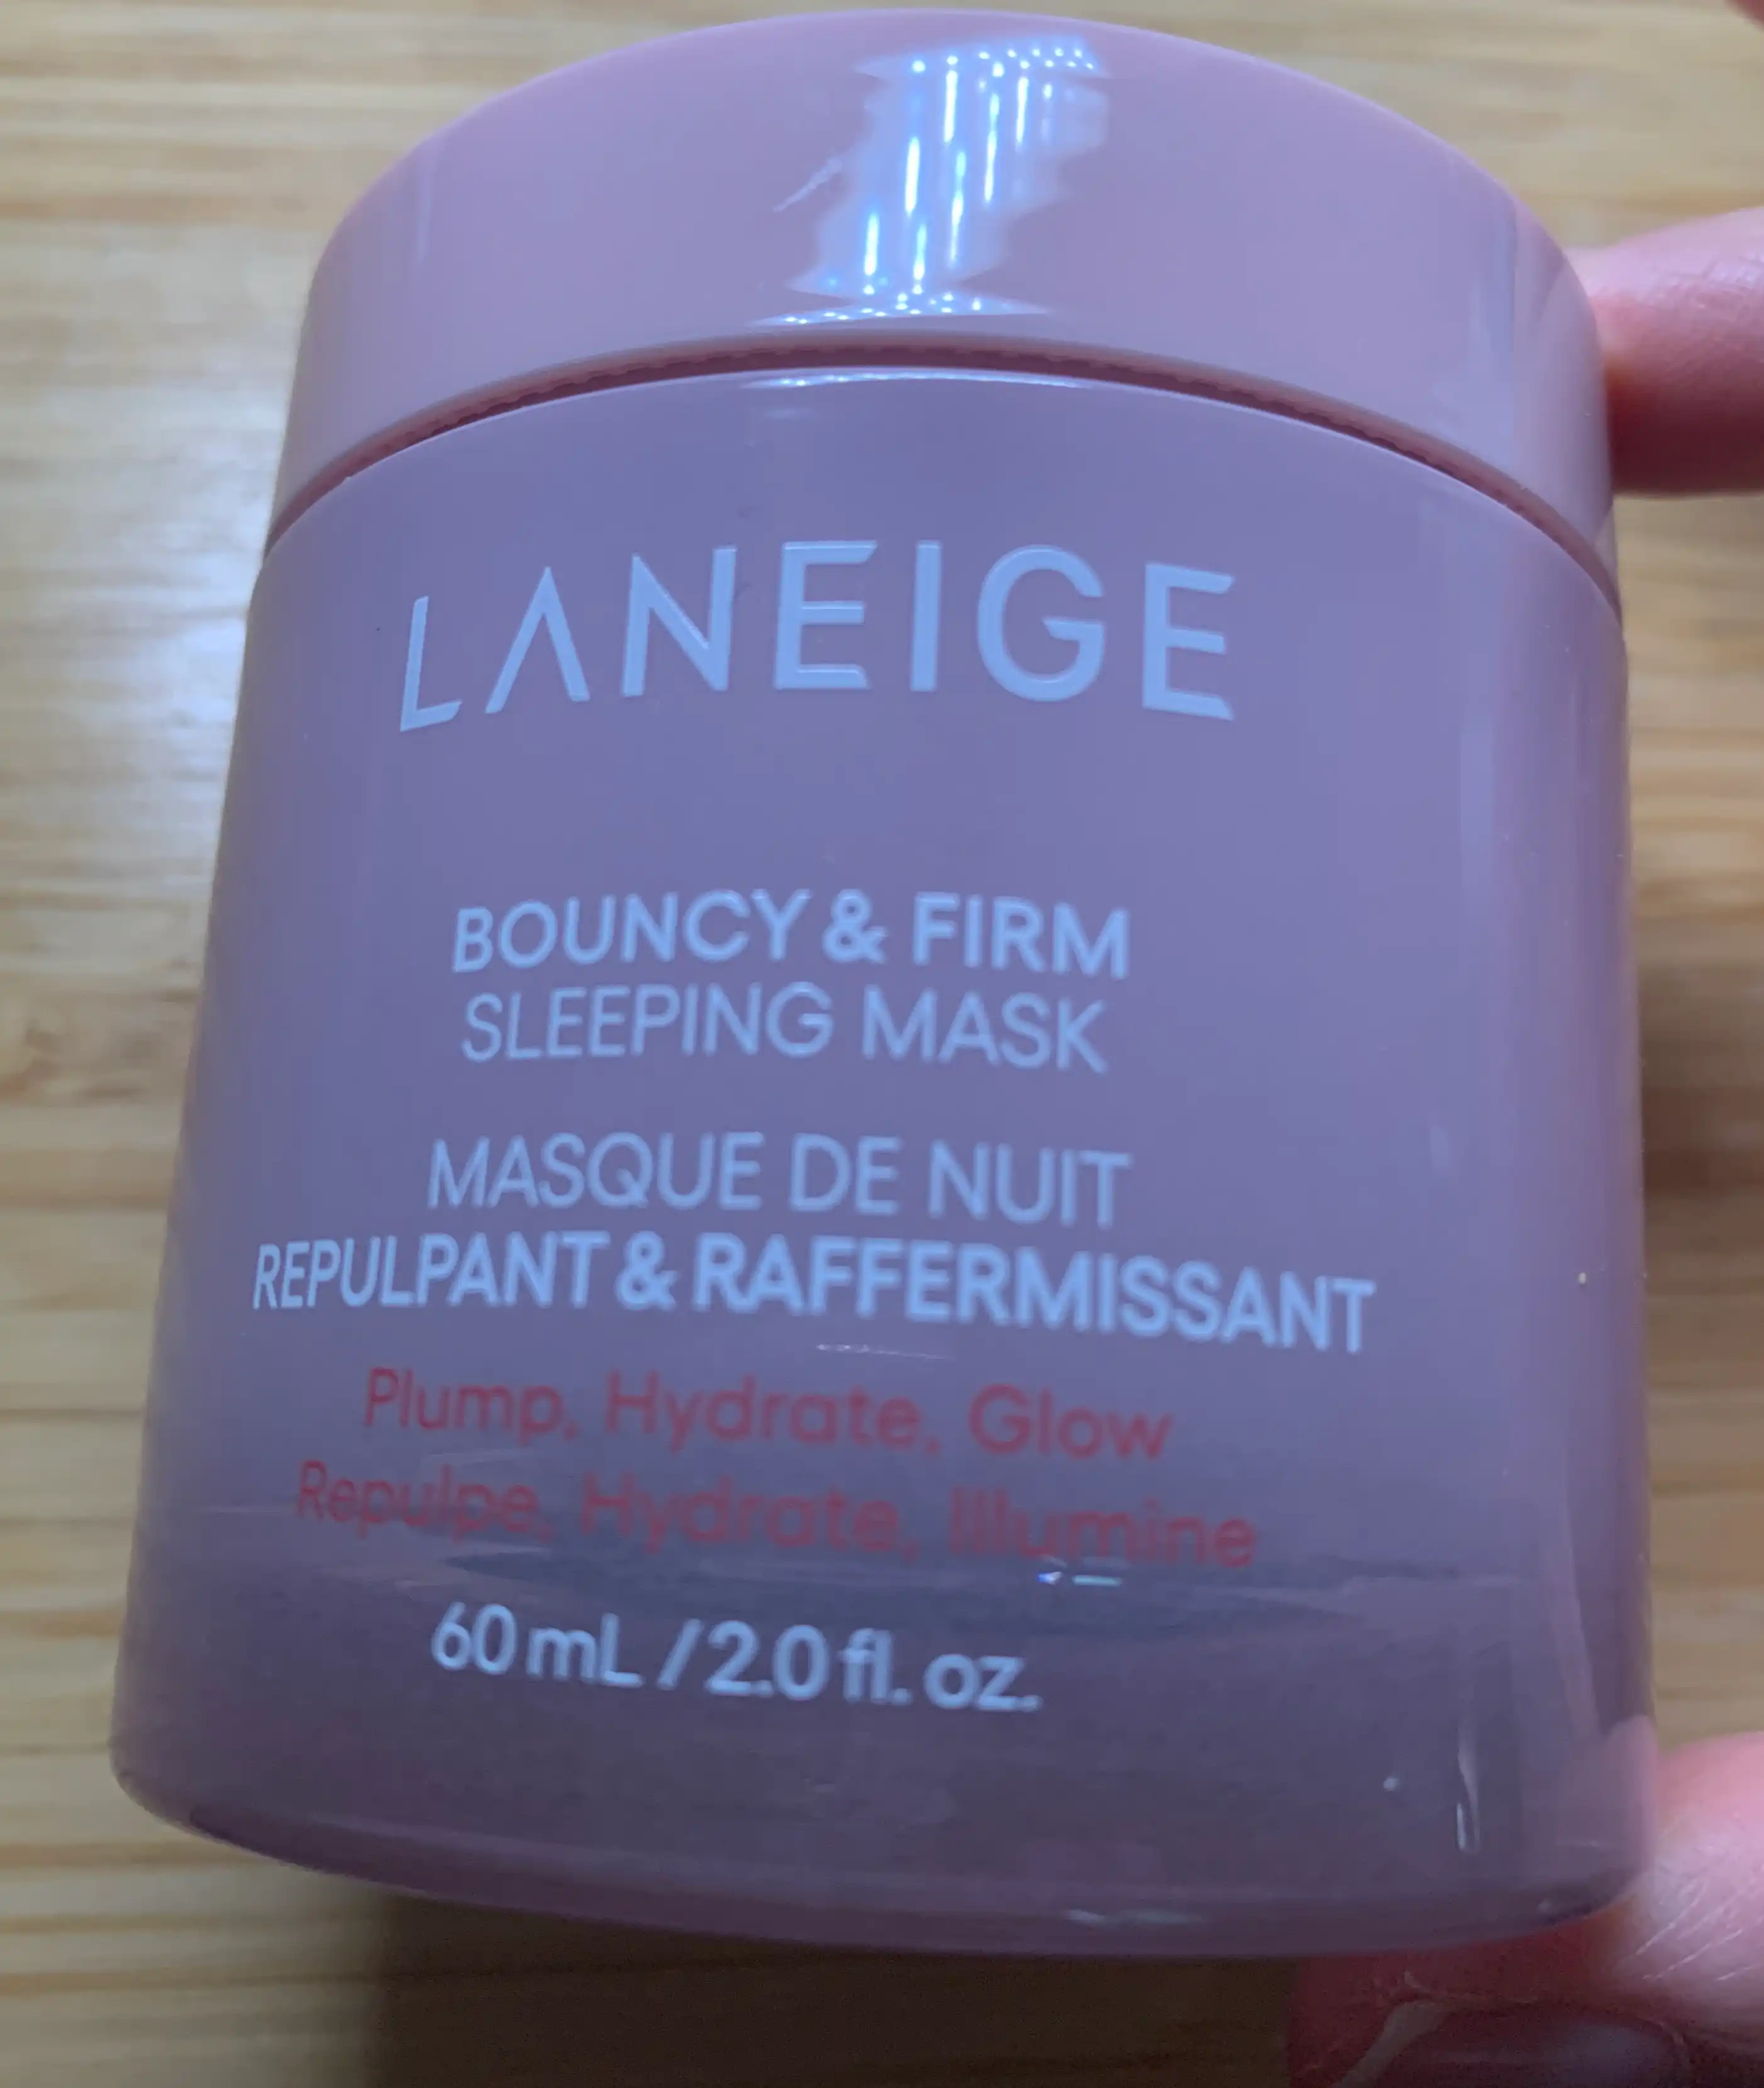 LANEIGE
BOUNCY & FIRM
SLEEPING MASK
MASQUE DE NUIT
REPULPANT & RAFFERMISSANT
Plump, Hydrate, Glow
Repulpe, Hydrate, Illumine
60 mL / 2.0 fl. oz.